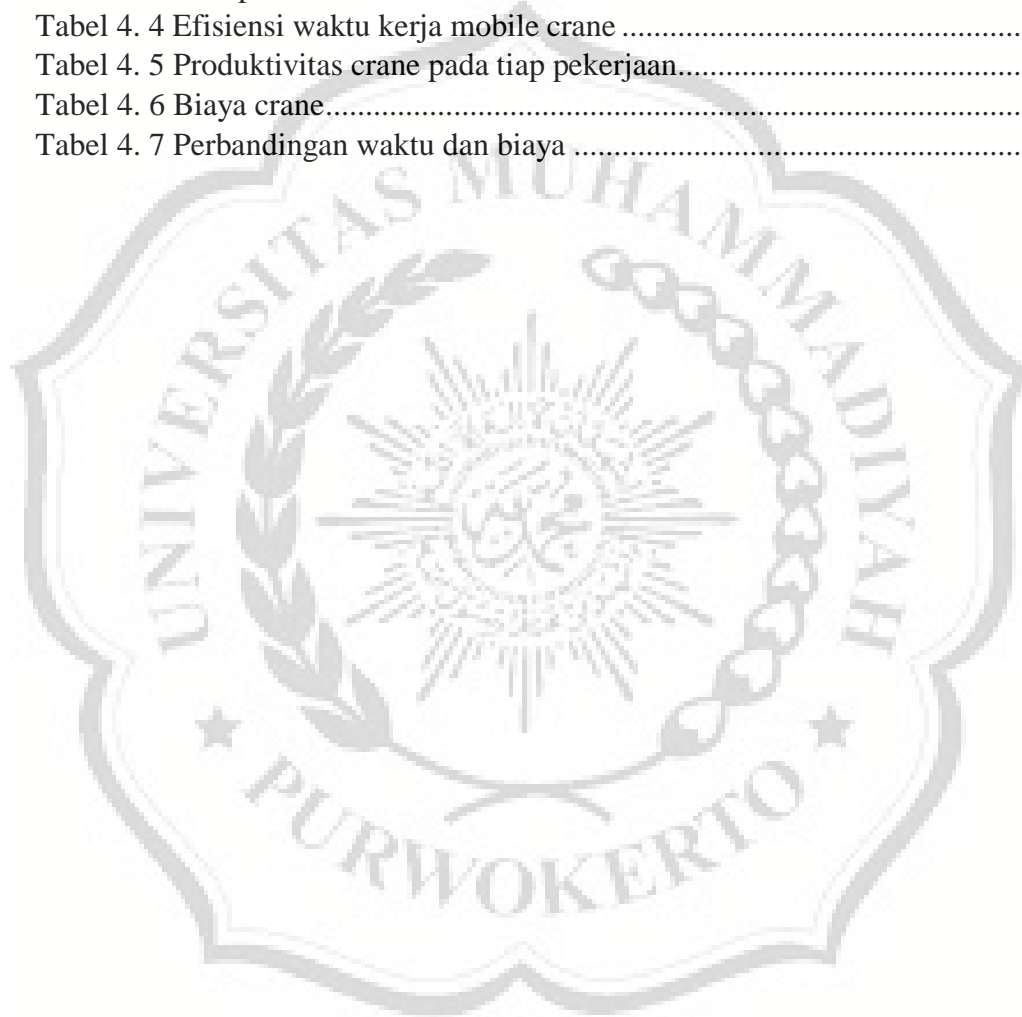 Tabel 4. 4 Efisiensi waktu kerja mobile crane ..................................................
Tabel 4. 5 Produktivitas crane pada tiap pekerjaan...........................................
Tabel 4. 6 Biaya crane.......................................................................................
Tabel 4. 7 Perbandingan waktu dan biaya ........................................................
UNIVERSITAS MUHAMMADIYAH
PURWOKERTO